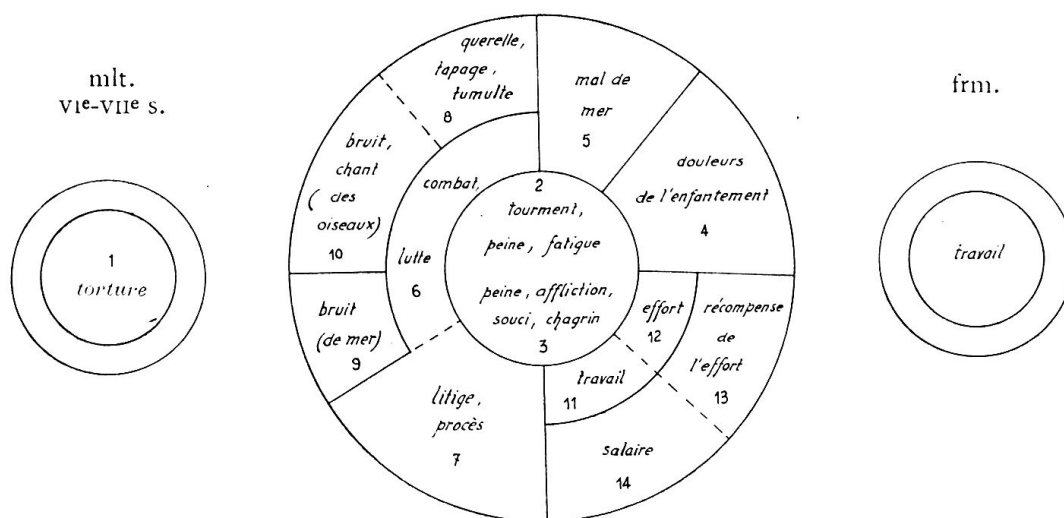 mlt.
VIe-VIIe s.
1
torture
querelle,
tapage,
tumulte
8
mal de
mer
5
bruit,
chant
(des
oiseaux)
10
combat,
lutte
6
2
tourment,
peine, fatigue
peine, affliction,
souci, chagrin
3
douleurs
de l'enfantement
4
bruit
(de mer)
9
effort
12
récompense
de
l'effort
13
travail
11
litige,
procès
7
salaire
14
frm.
travail